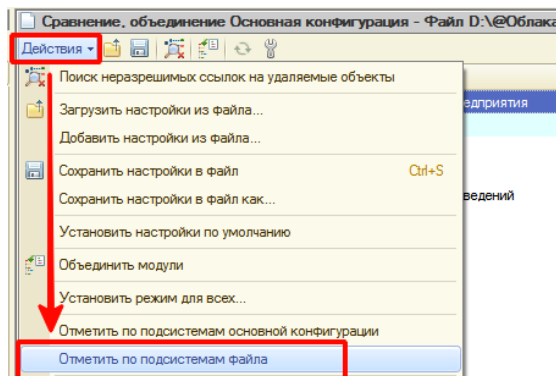 Сравнение, объединение Основная конфигурация - Файл D:\@Облака
Действия
Поиск неразрешимых ссылок на удаляемые объекты
Загрузить настройки из файла...
едприятия
Добавить настройки из файла...
Сохранить настройки в файл Ctrl+S
Сохранить настройки в файл как...
ведений
Установить настройки по умолчанию
Объединить модули
Установить режим для всех...
Отметить по подсистемам основной конфигурации
Отметить по подсистемам файла